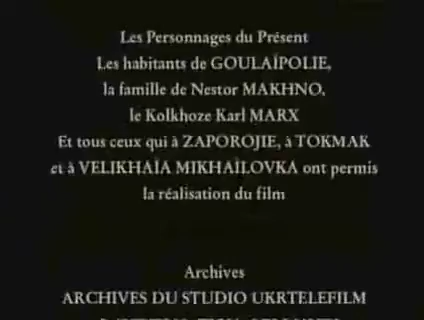 Les Personnages du Présent
Les habitants de GOULAÏPOLIE,
la famille de Nestor MAKHNO,
le Kolkhoze Karl MARX
Et tous ceux qui à ZAPOROJIE, à TOKMAK
et à VELIKHAÏA MIKHAÏLOVKA ont permis
la réalisation du film
Archives
ARCHIVES DU STUDIO UKRTELEFILM